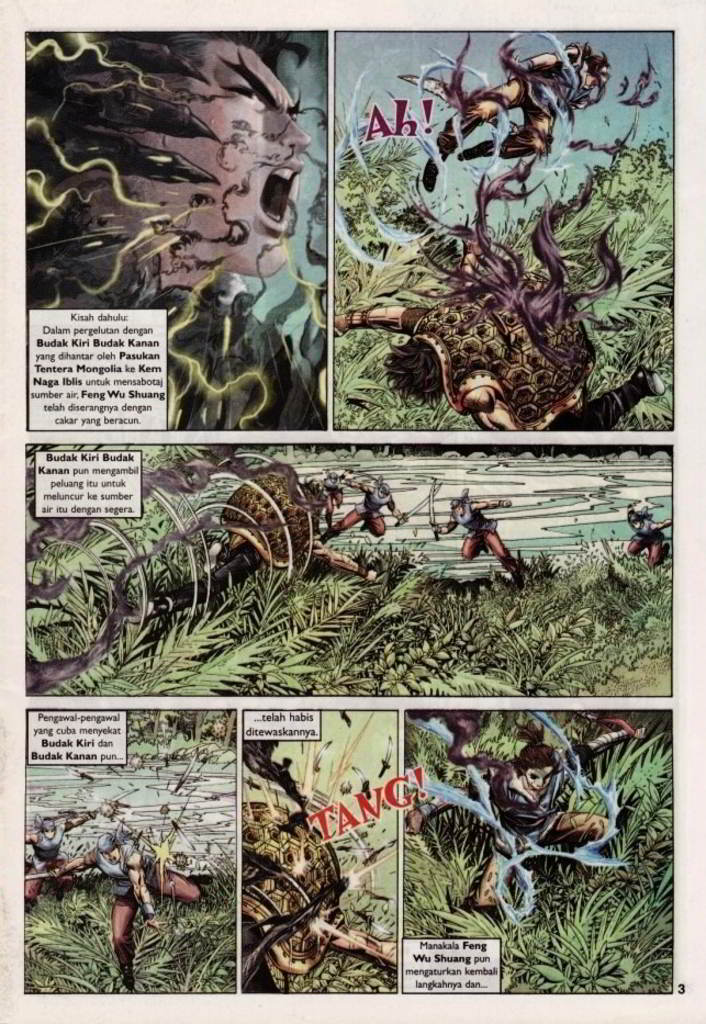 Kisah dahulu:
Dalam pergelutan dengan
Budak Kiri Budak Kanan
yang dihantar oleh Pasukan
Tentera Mongolia ke Kem
Naga Iblis untuk mensabotaj
sumber air, Feng Wu Shuang
telah diserangnya dengan
cakar yang beracun.
Ah!
Budak Kiri Budak
Kanan pun mengambil
peluang itu untuk
meluncur ke sumber
air itu dengan segera.
Pengawal-pengawal
yang cuba menyekat
Budak Kiri dan
Budak Kanan pun...
...telah habis
ditewaskannya.
TANG!
Manakala Feng
Wu Shuang pun
mengaturkan kembali
langkahnya dan...
3